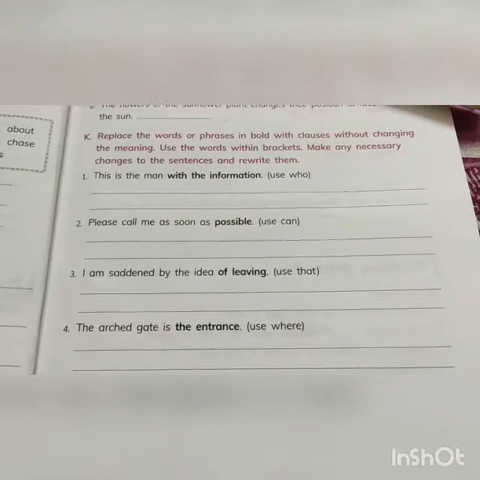 the sun.
about
chase
K. Replace the words or phrases in bold with clauses without changing
the meaning. Use the words within brackets. Make any necessary
changes to the sentences and rewrite them.
1. This is the man with the information. (use who)
2. Please call me as soon as possible. (use can)
3. I am saddened by the idea of leaving. (use that)
4. The arched gate is the entrance. (use where)
InShOt